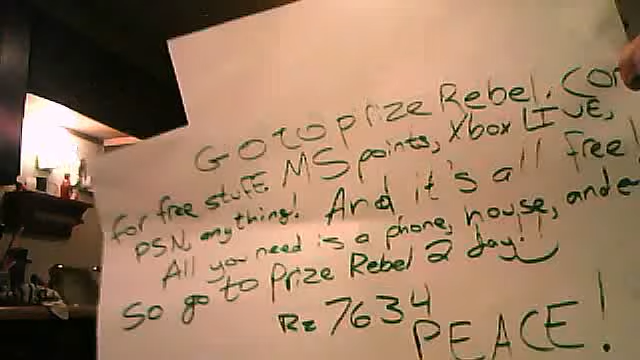 Go to prize Rebel. Com
for free stuff. MS points, Xbox LIVE,
PSN, anything! And it's all free!
All you need is a phone, house, and e
So go to Prize Rebel 2 day!!
Rz 7634
PEACE!